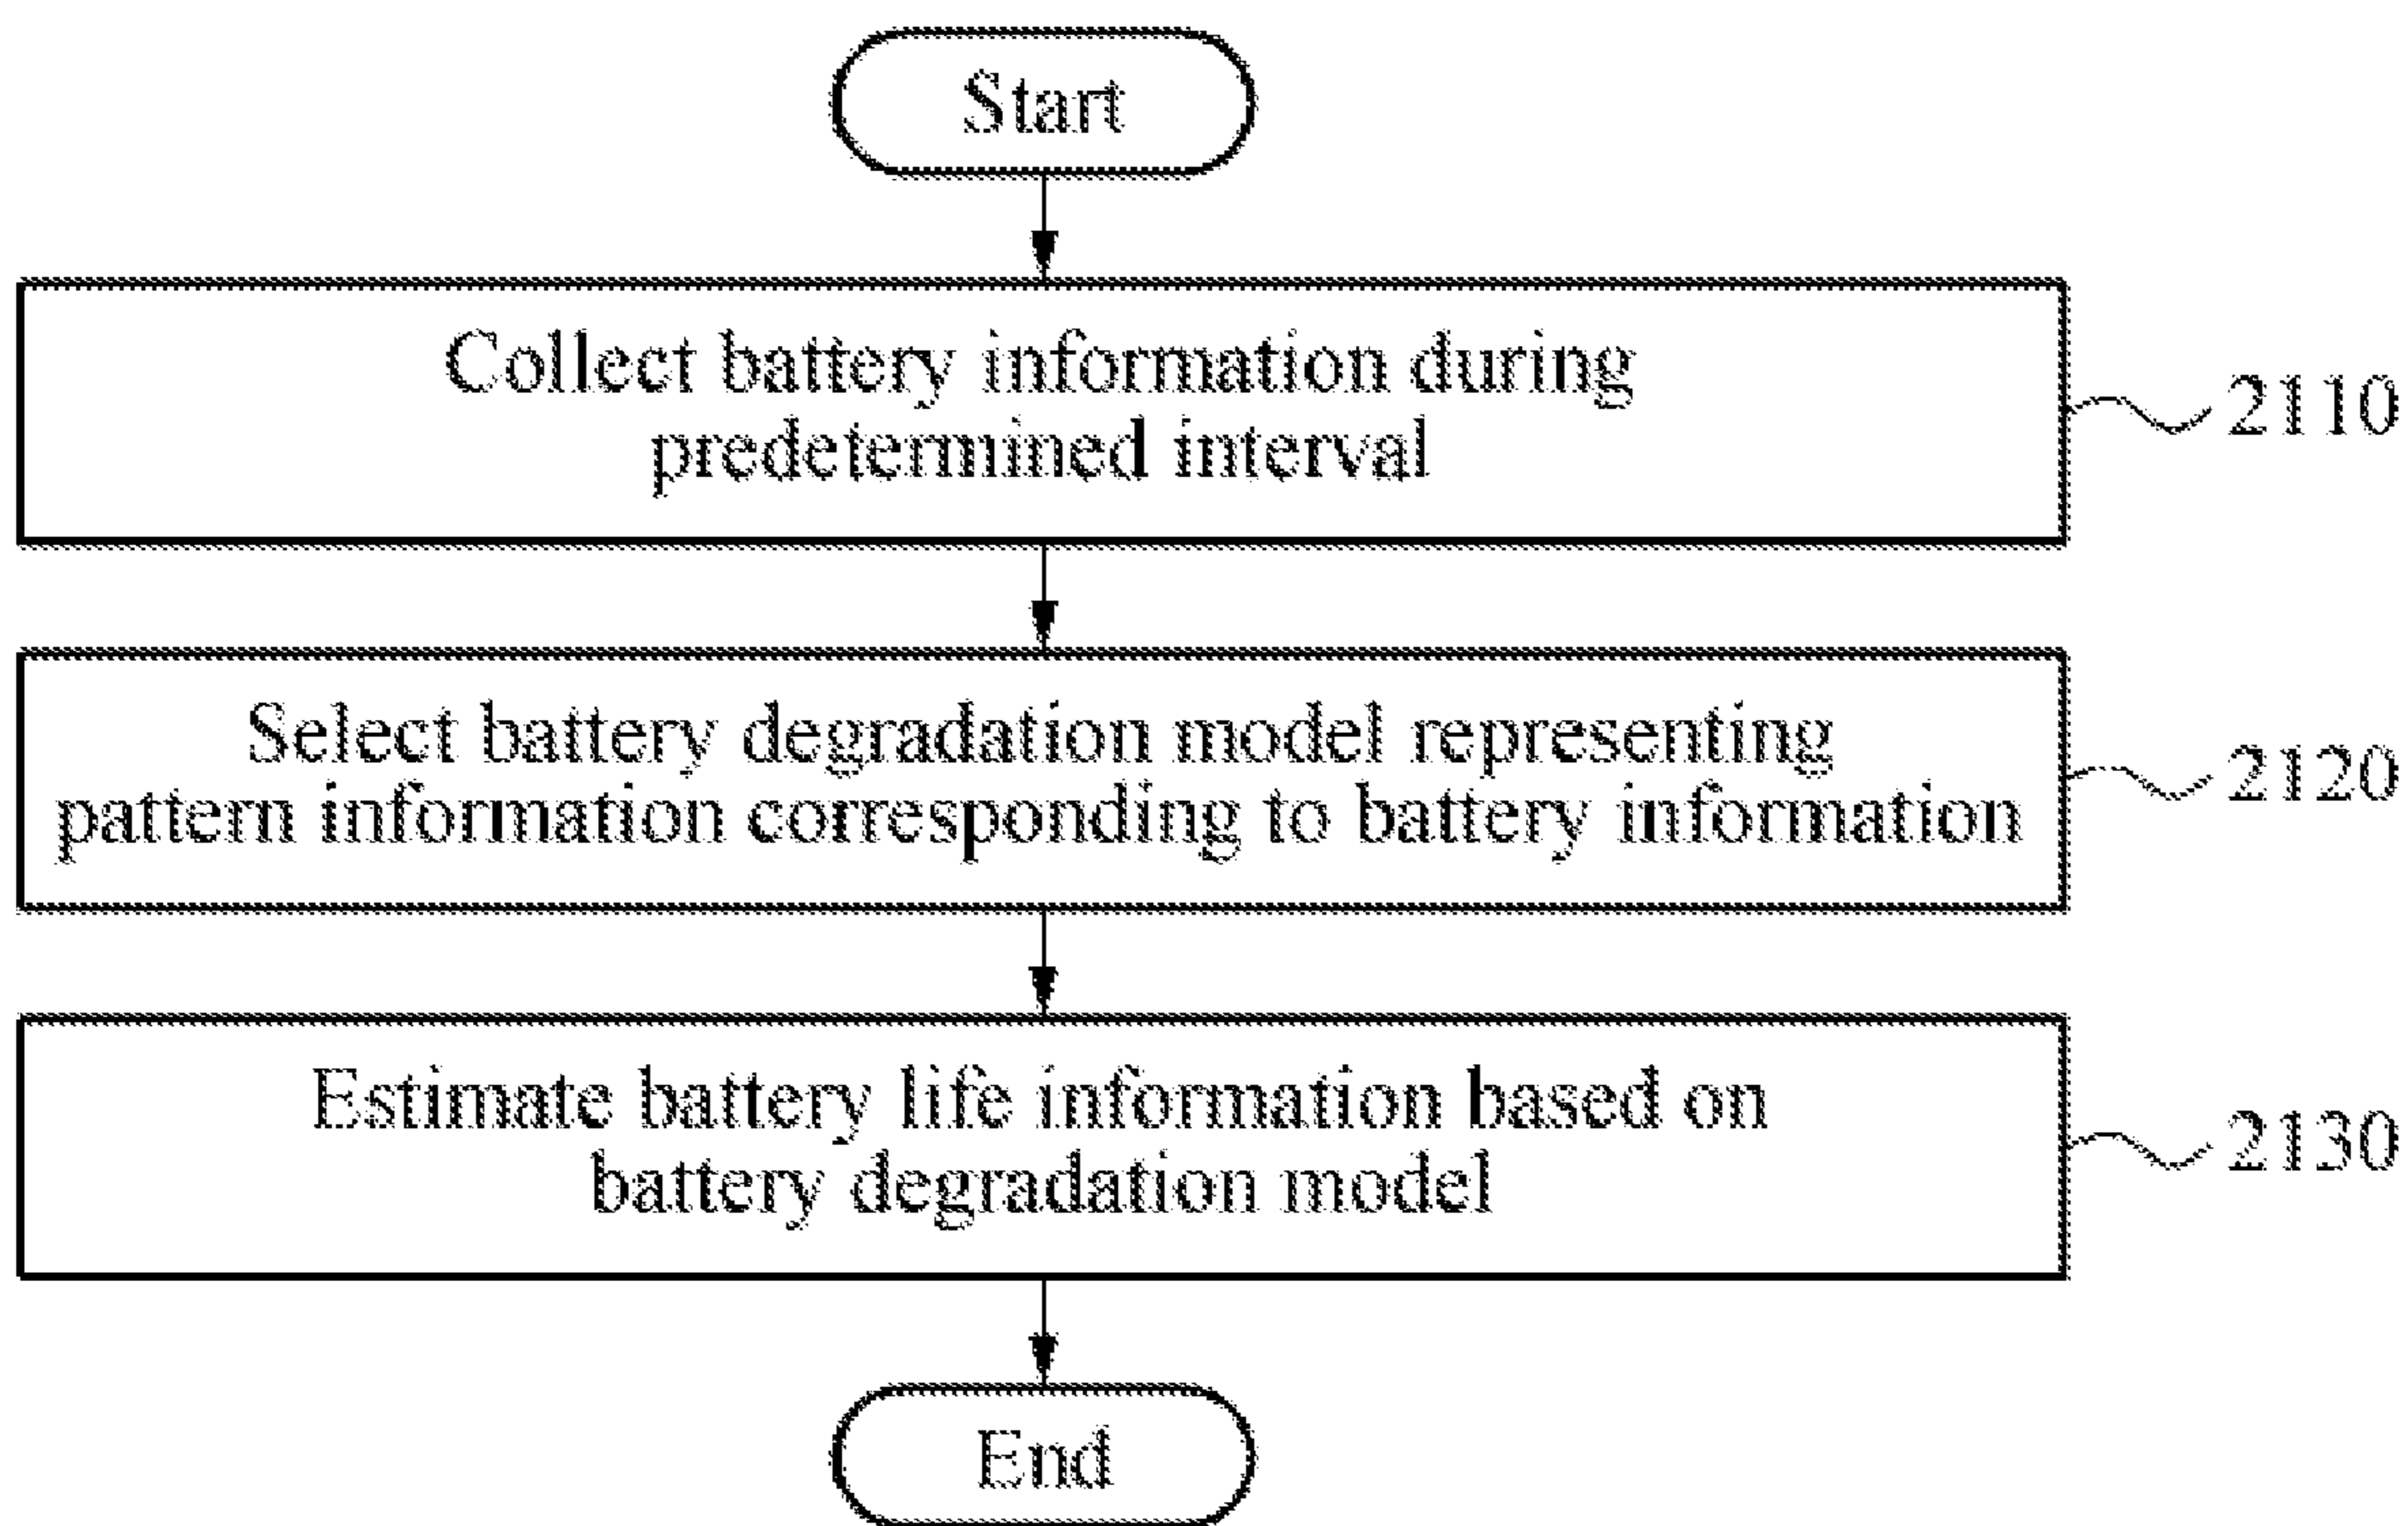 Start
Collect battery information during
predetermined interval
2110
Select battery degradation model representing
pattern information corresponding to battery information
2120
Estimate battery life information based on
battery degradation model
2130
End